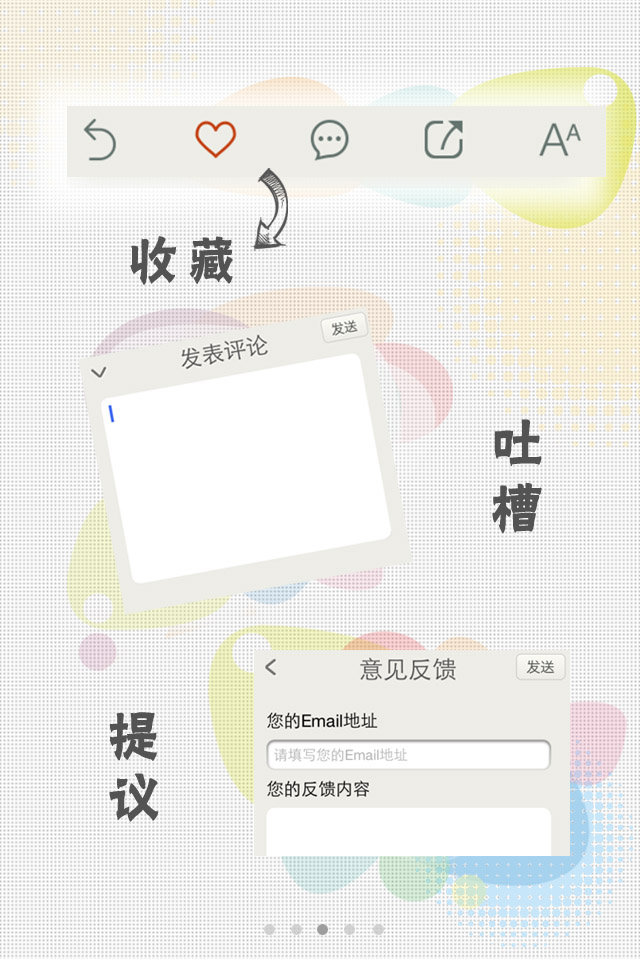 AA
收藏
发表评论
发送
吐槽
意见反馈
发送
您的Email地址
请填写您的Email地址
您的反馈内容
提议